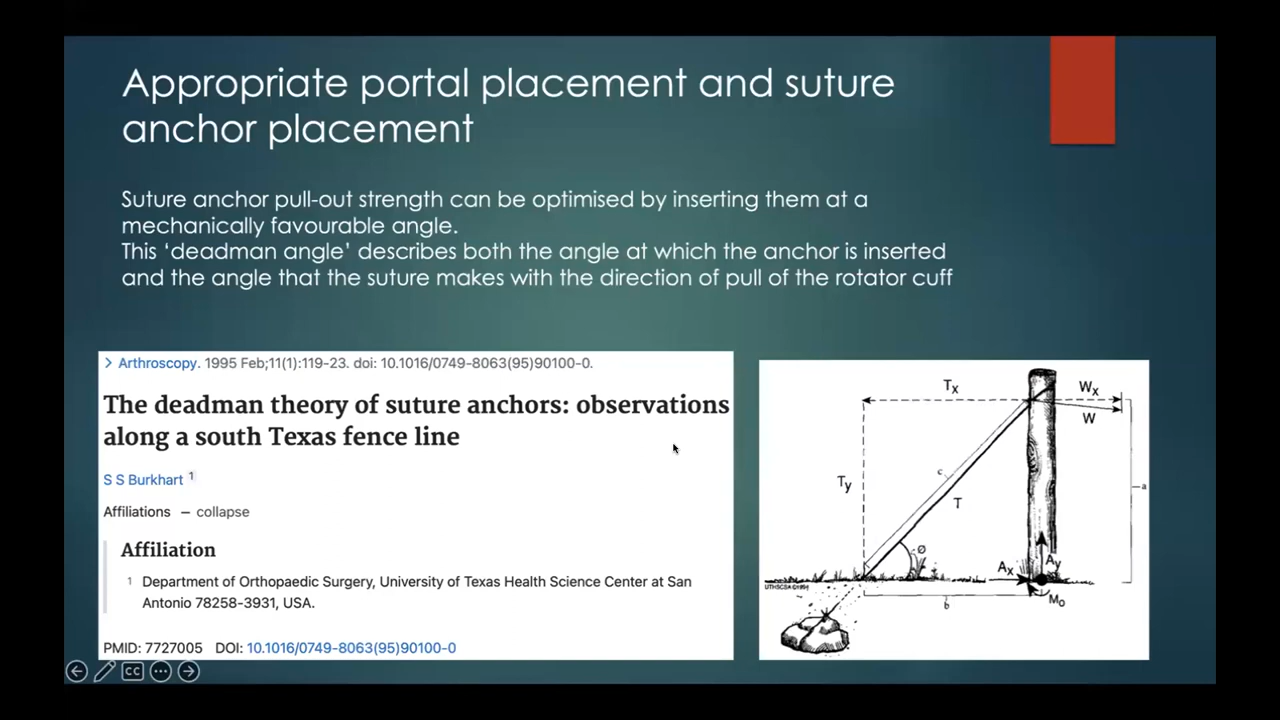 Appropriate portal placement and suture
anchor placement
Suture anchor pull-out strength can be optimised by inserting them at a
mechanically favourable angle.
This ‘deadman angle’ describes both the angle at which the anchor is inserted
and the angle that the suture makes with the direction of pull of the rotator cuff
> Arthroscopy. 1995 Feb;11(1):119-23. doi: 10.1016/0749-8063(95)90100-0.
The deadman theory of suture anchors: observations
along a south Texas fence line
S S Burkhart 1
Affiliations – collapse
Affiliation
1 Department of Orthopaedic Surgery, University of Texas Health Science Center at San
Antonio 78258-3931, USA.
PMID: 7727005 DOI: 10.1016/0749-8063(95)90100-0
Tx
Wx
W
Ty
c
T
a
ø
Ax
Ay
b
Mo
CC